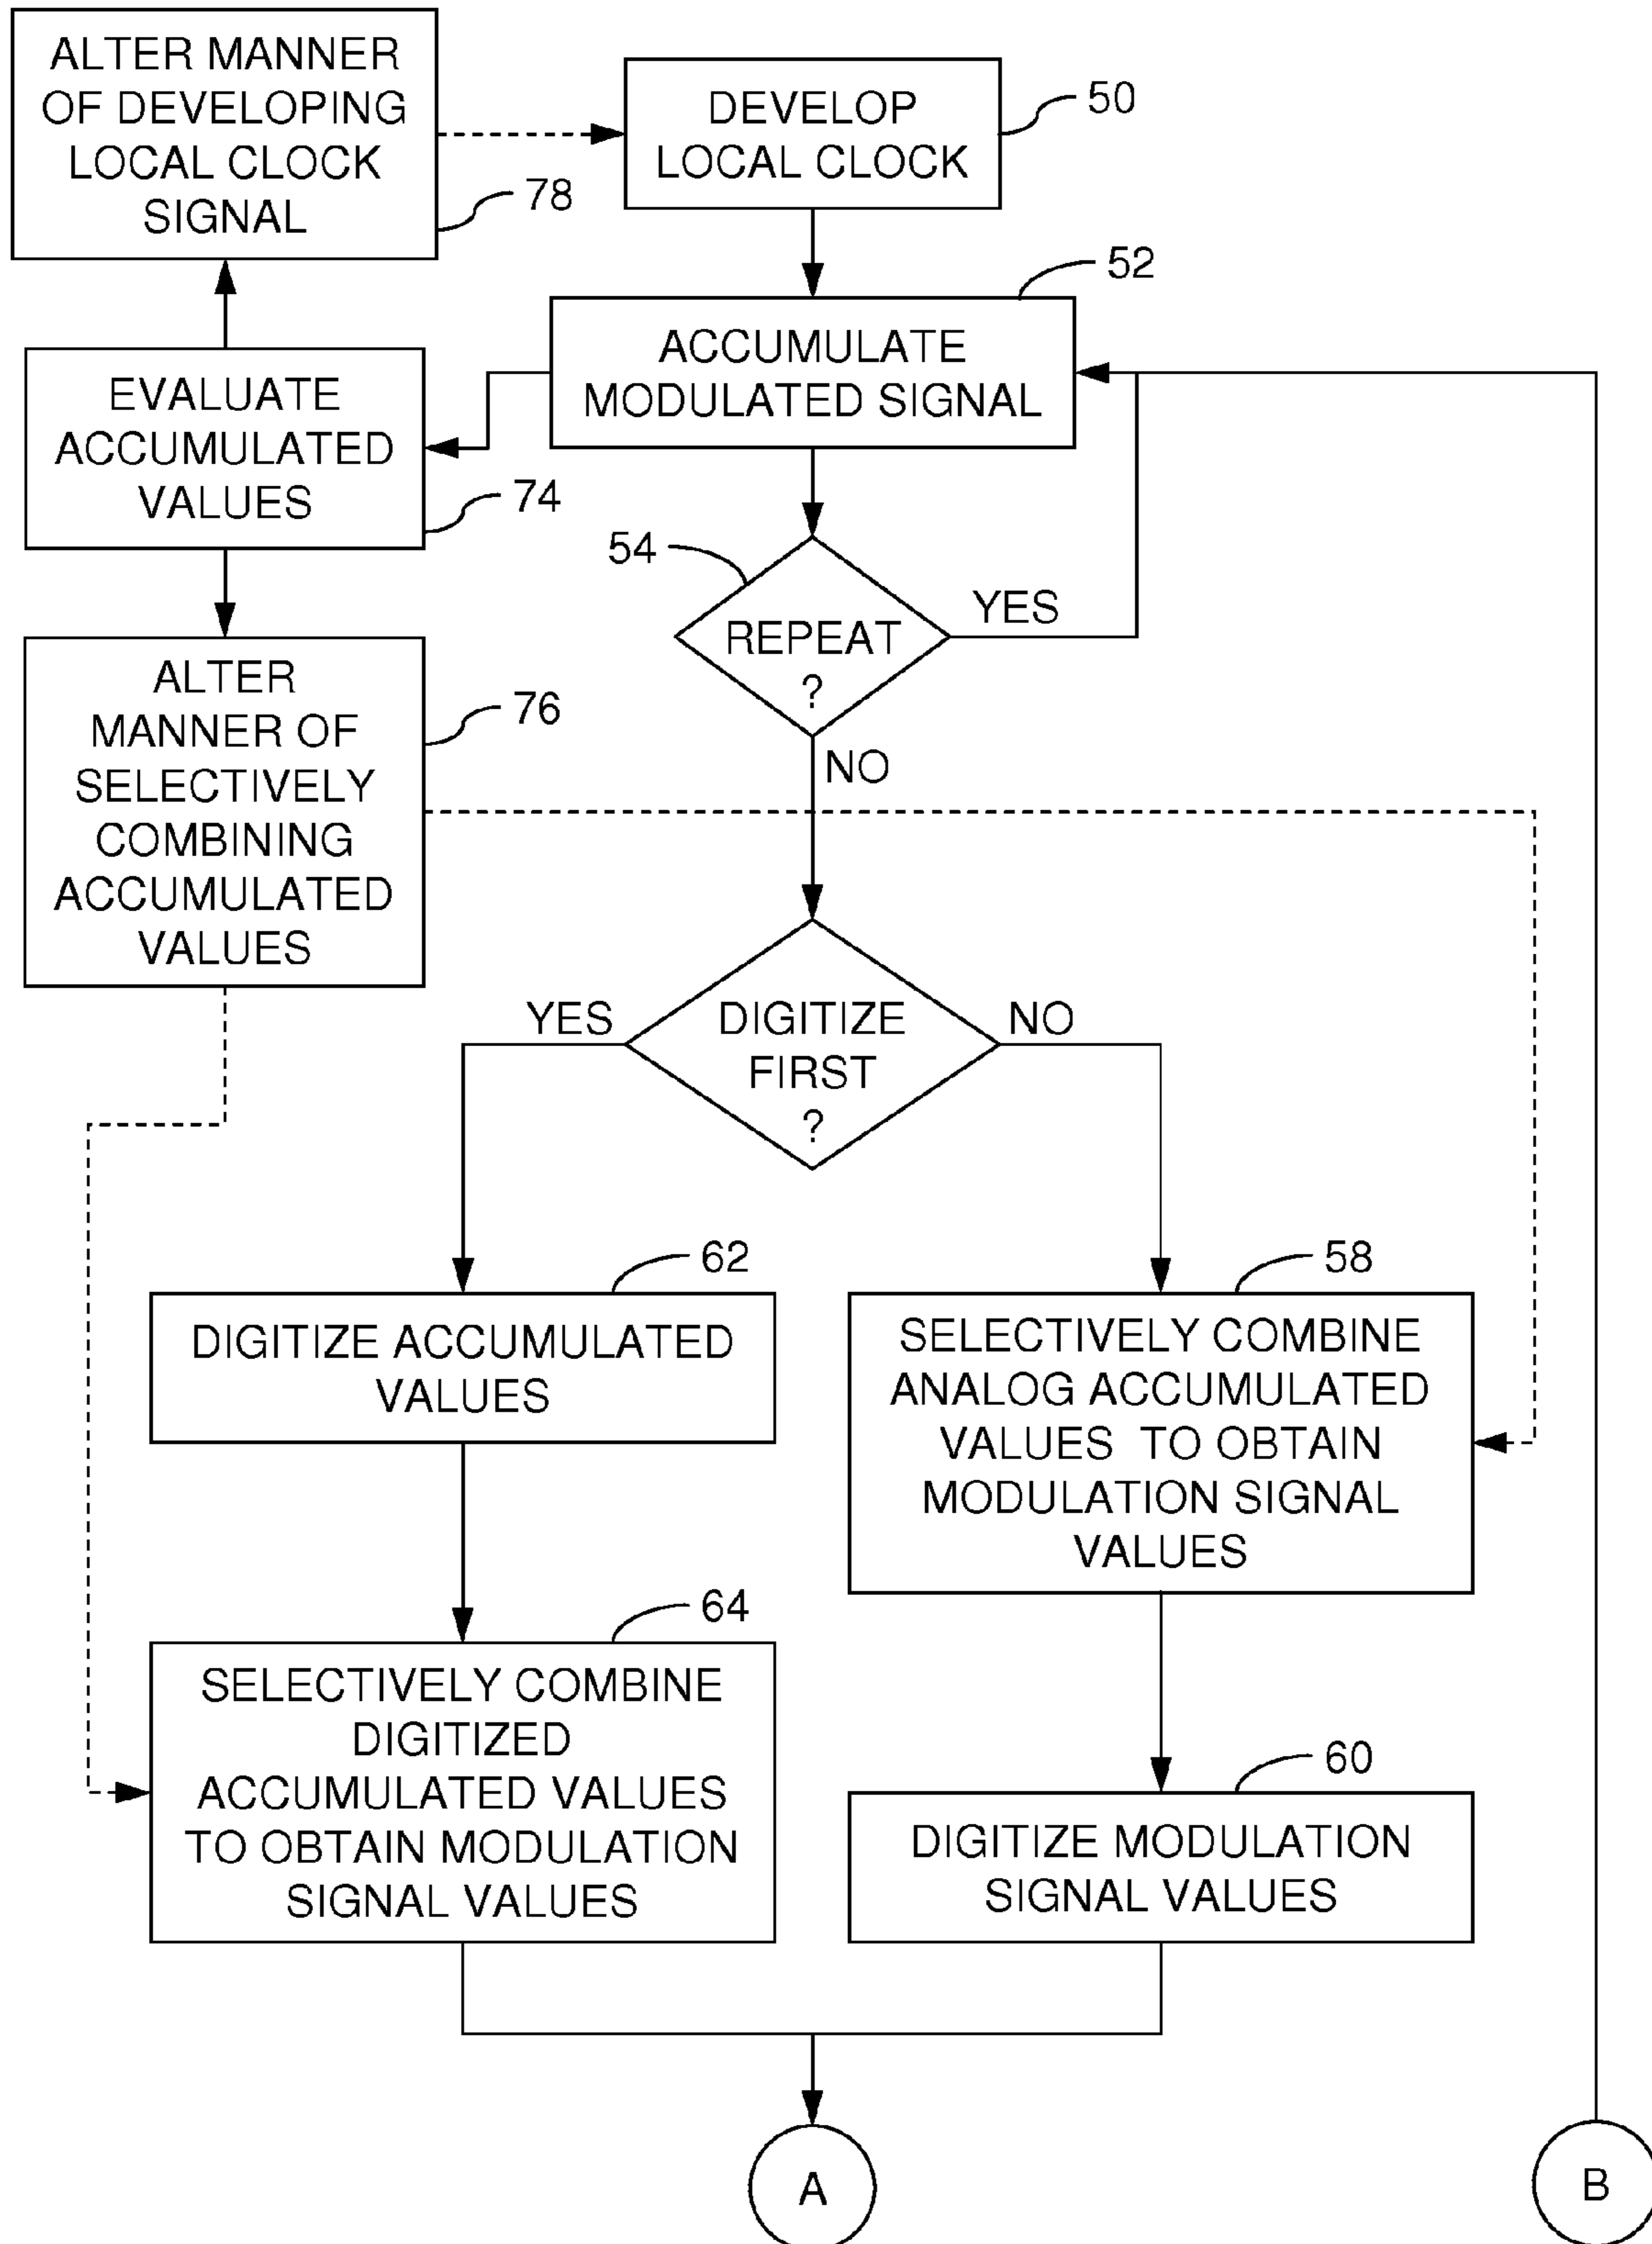 ALTER MANNER
OF DEVELOPING
LOCAL CLOCK
SIGNAL
78
DEVELOP
LOCAL CLOCK
50
52
ACCUMULATE
MODULATED SIGNAL
EVALUATE
ACCUMULATED
VALUES
74
54
REPEAT
?
YES
NO
ALTER
MANNER OF
SELECTIVELY
COMBINING
ACCUMULATED
VALUES
76
DIGITIZE
FIRST
?
YES
NO
62
DIGITIZE ACCUMULATED
VALUES
58
SELECTIVELY COMBINE
ANALOG ACCUMULATED
VALUES TO OBTAIN
MODULATION SIGNAL
VALUES
64
SELECTIVELY COMBINE
DIGITIZED
ACCUMULATED VALUES
TO OBTAIN MODULATION
SIGNAL VALUES
60
DIGITIZE MODULATION
SIGNAL VALUES
A
B